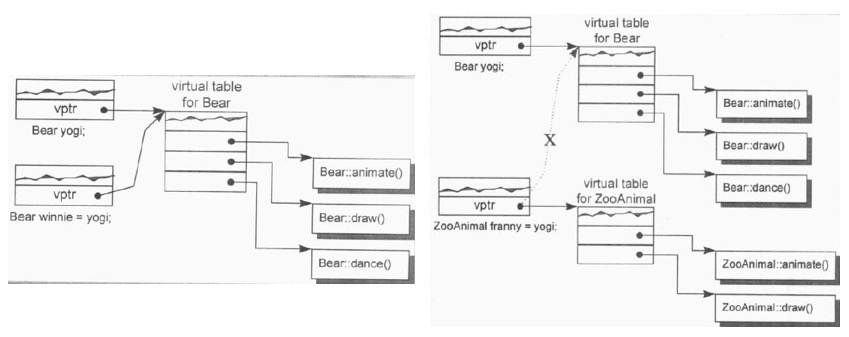 virtual table
for Bear
vptr
Bear yogi;
Bear::animate()
vptr
Bear winnie = yogi;
Bear::draw()
Bear::dance()
virtual table
for Bear
vptr
Bear yogi;
Bear::animate()
Bear::draw()
X
Bear::dance()
virtual table
for ZooAnimal
vptr
ZooAnimal franny = yogi;
ZooAnimal::animate()
ZooAnimal::draw()